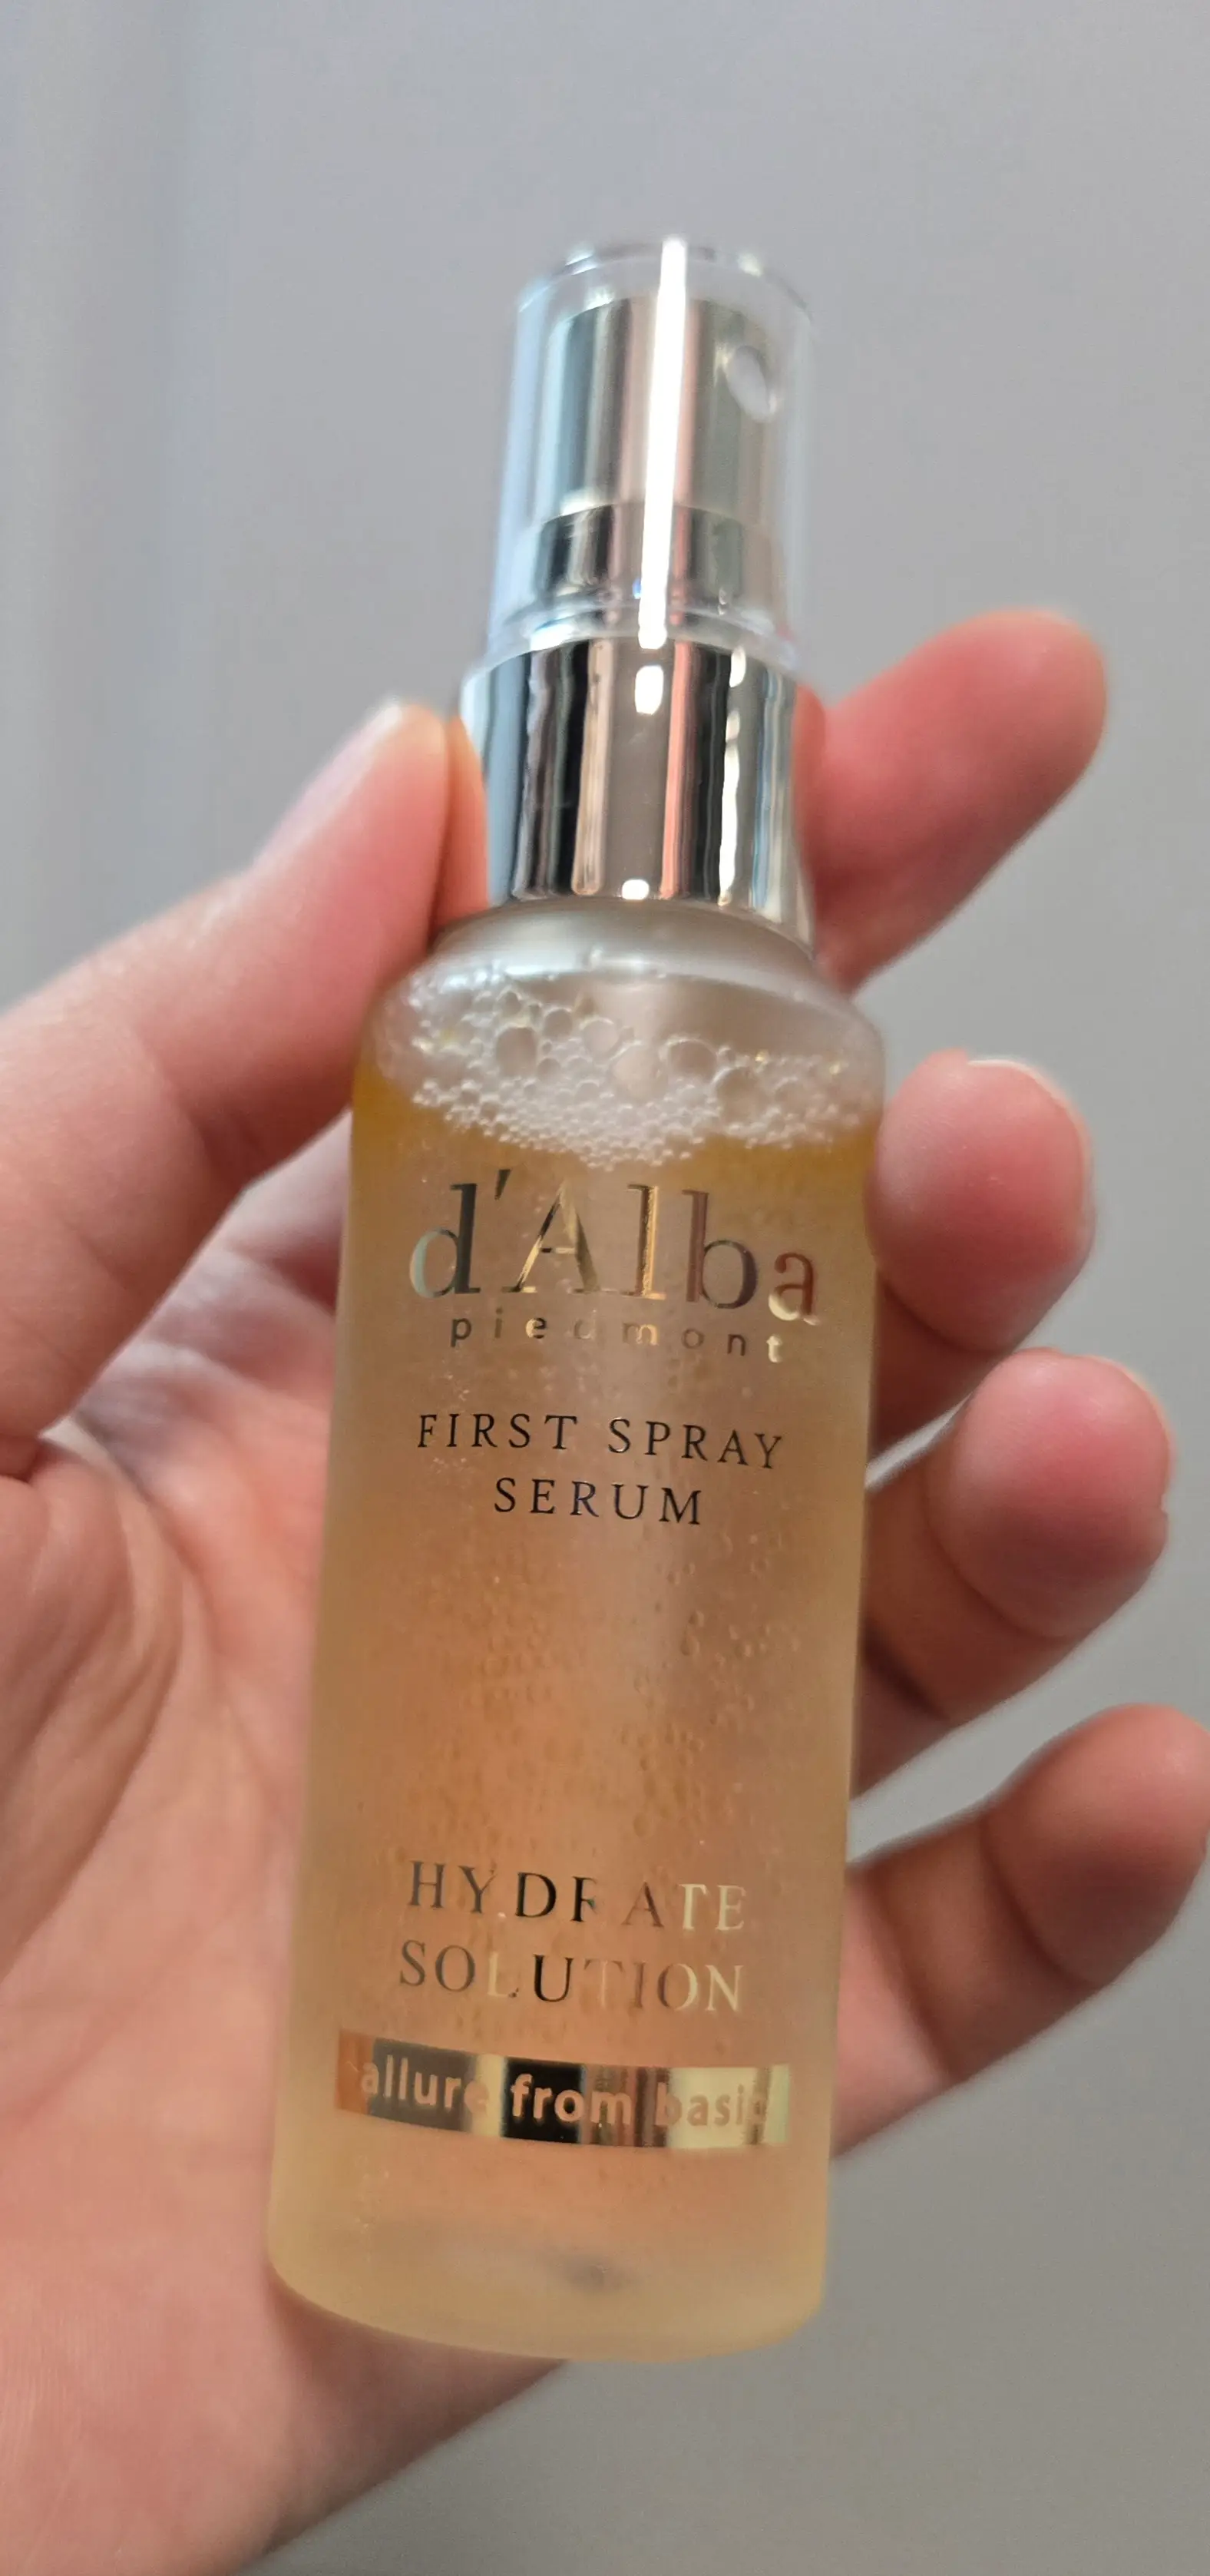 d'Alba
piedmont
FIRST SPRAY
SERUM
HYDRATE
SOLUTION
allure from basic